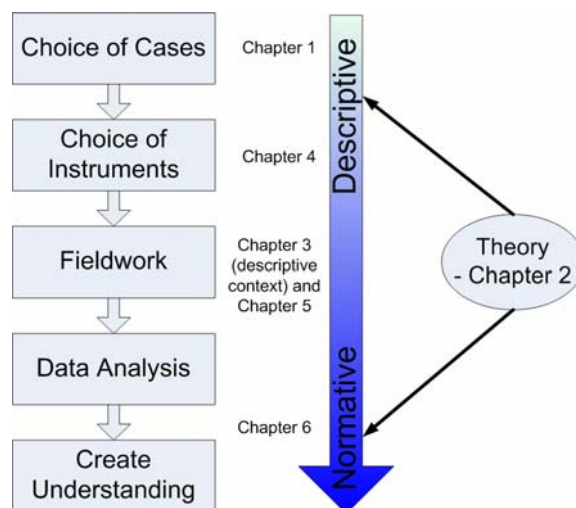 Choice of Cases
Chapter 1
Choice of
Instruments
Chapter 4
Fieldwork
Chapter 3
(descriptive
context) and
Chapter 5
Data Analysis
Chapter 6
Create
Understanding
Descriptive
Normative
Theory
- Chapter 2